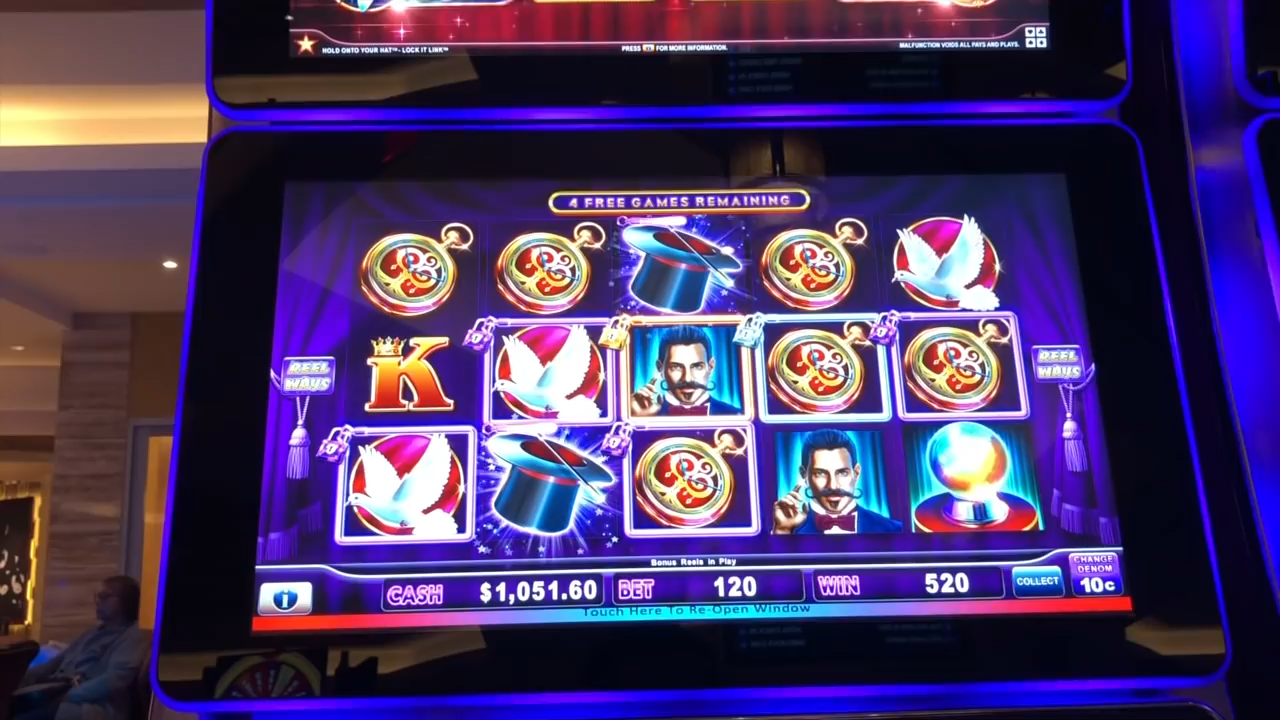 HOLD ONTO YOUR HAT™ - LOCK IT LINK™
PRESS FOR MORE INFORMATION.
MALFUNCTION VOIDS ALL PAYS AND PLAYS.
4 FREE GAMES REMAINING
REEL WAYS
K
REEL WAYS
Bonus Reels in Play
CASH $1,051.60 BET 120 WIN 520
COLLECT
CHANGE DENOM 10¢
Touch Here To Re-Open Window